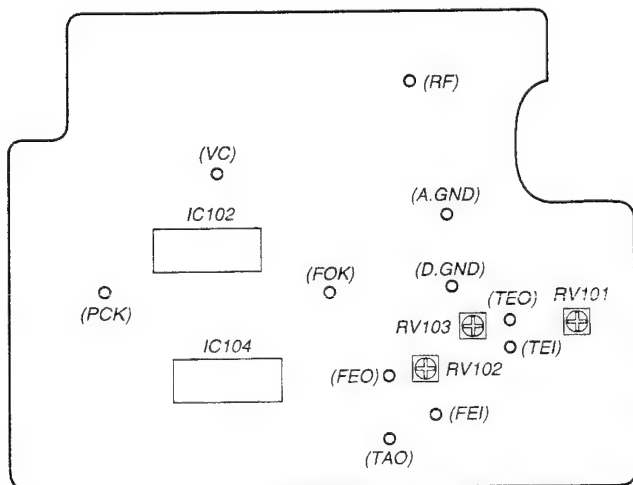 (RF)
(VC)
IC102
(A.GND)
(PCK)
(FOK)
(D.GND)
(TEO)
RV101
RV103
(TEI)
IC104
(FEO)
RV102
(FEI)
(TAO)